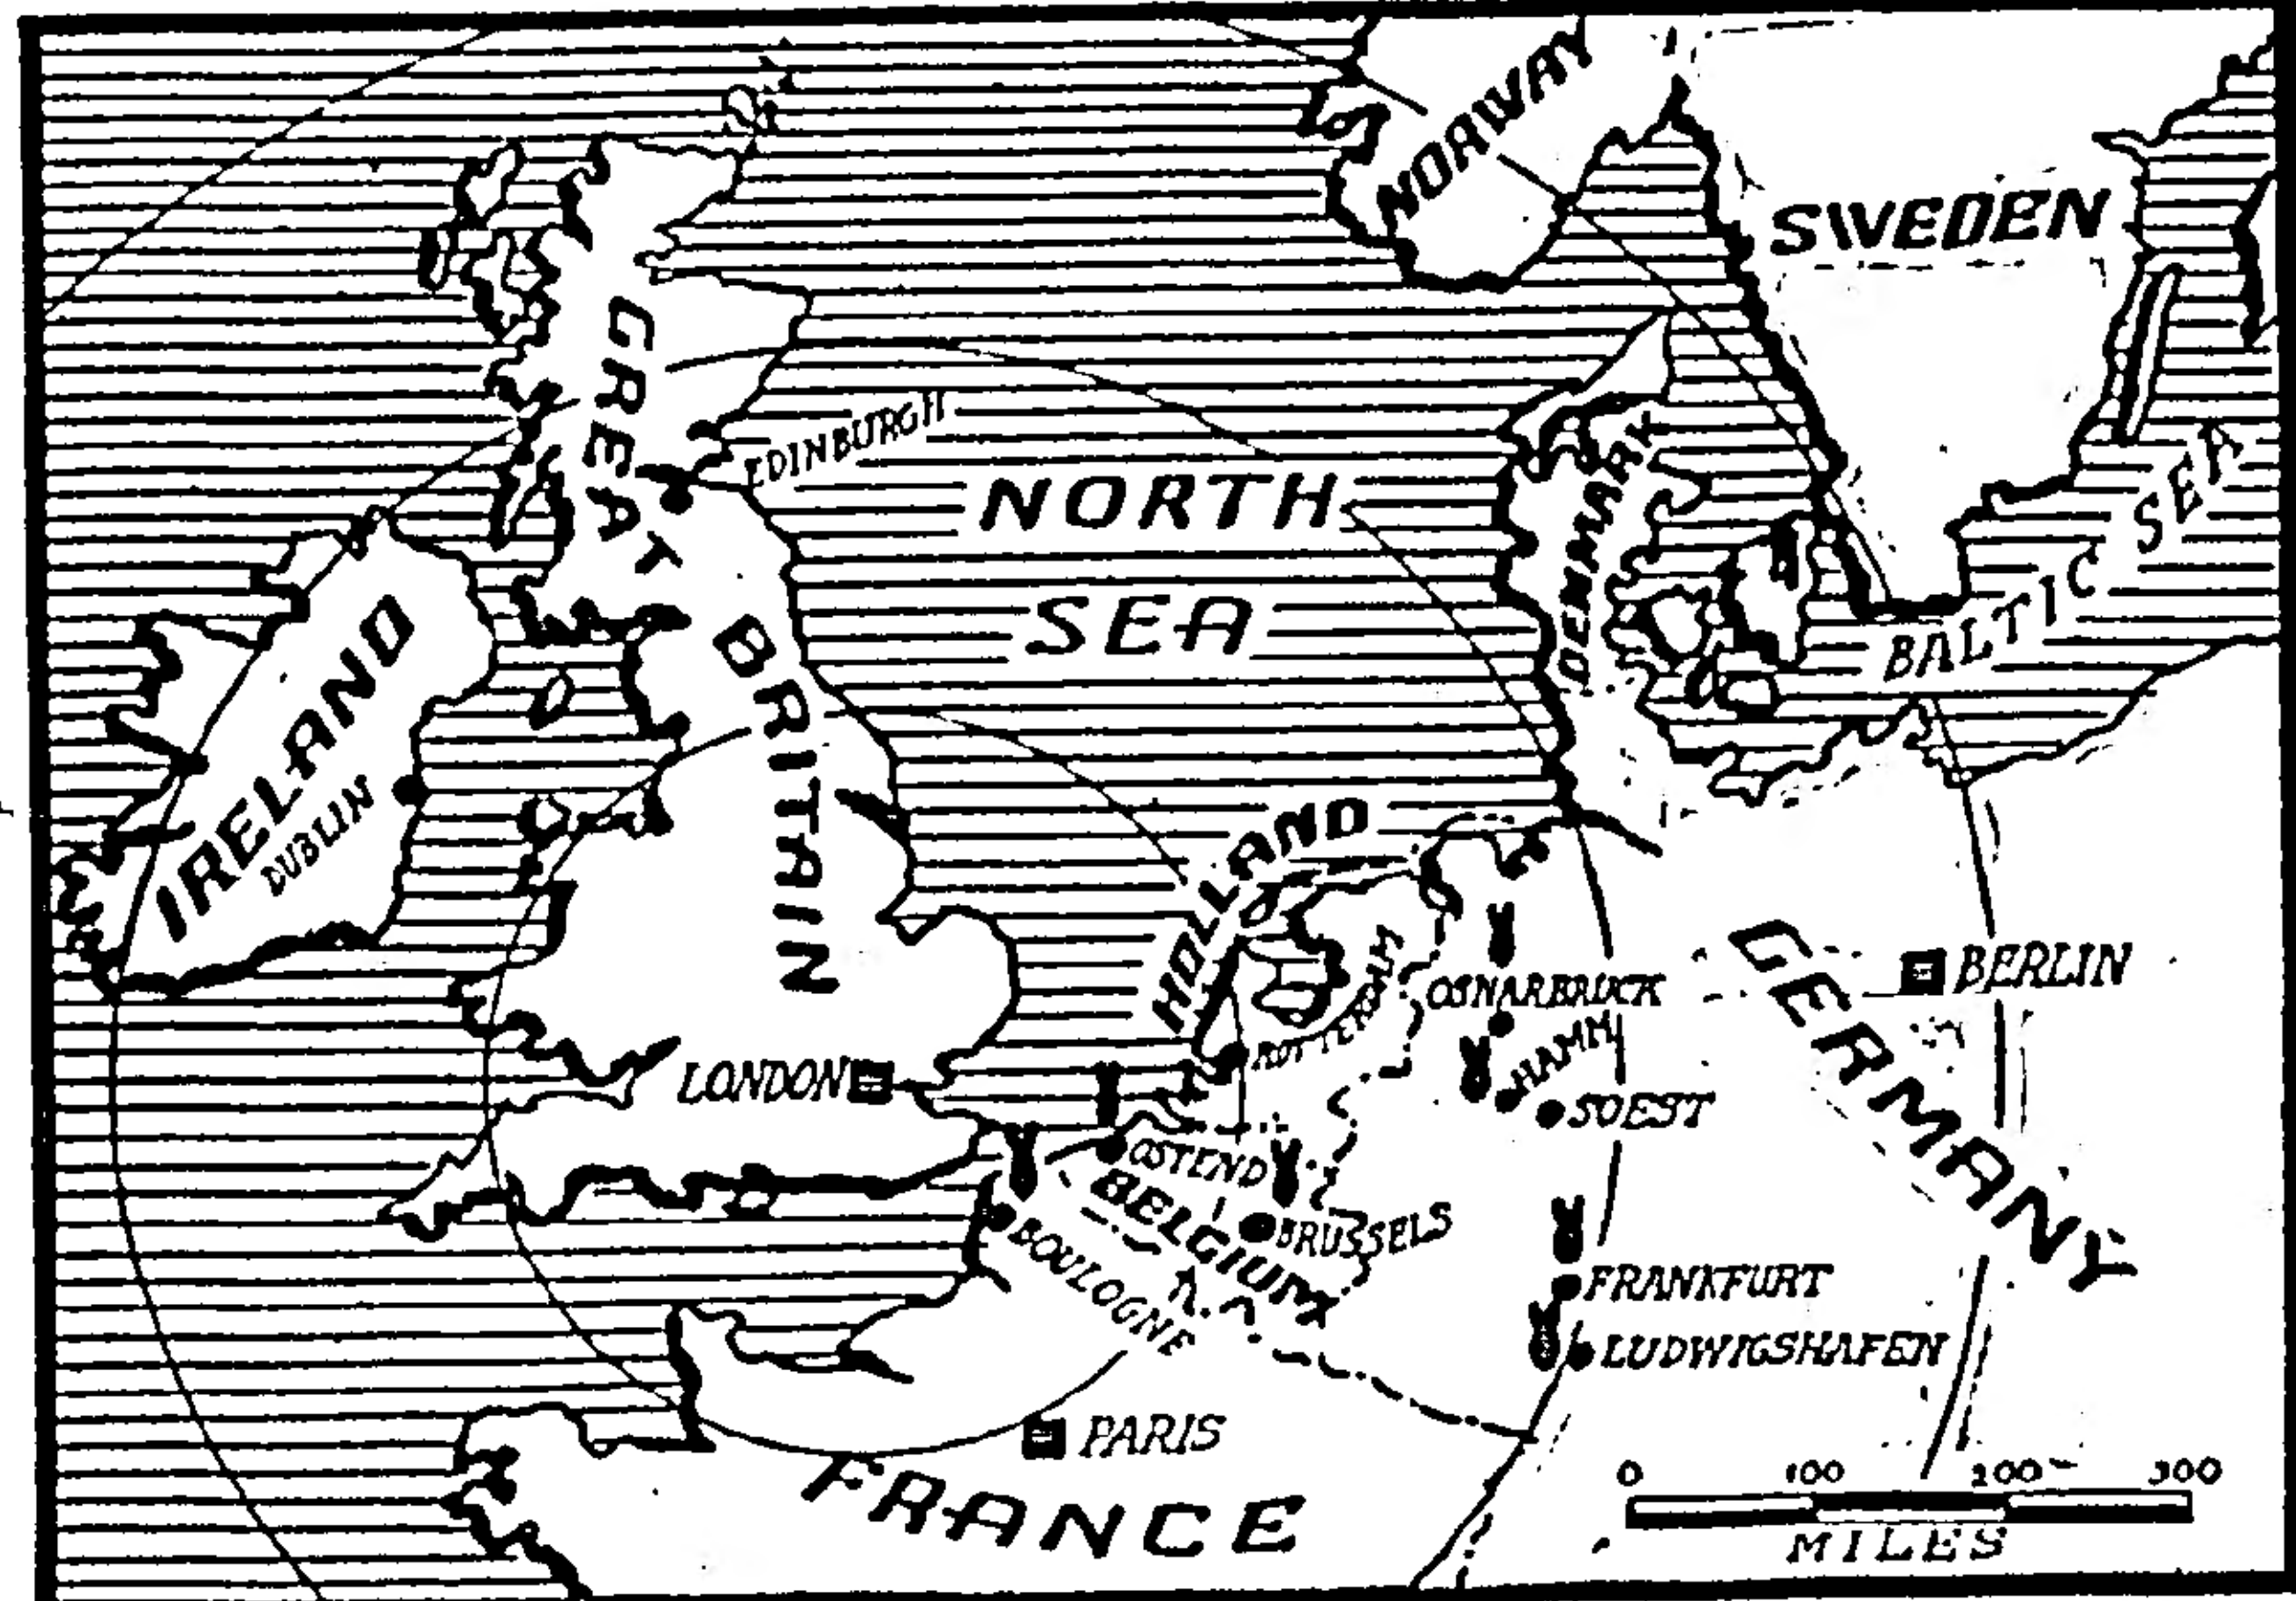 NORWAY
SWEDEN
GREAT BRITAIN
EDINBURGH
NORTH
SEA
DENMARK
BALTIC SEA
IRELAND
DUBLIN
HOLLAND
ROTTERDAM
OSNARBRUCK
HAMM
SOEST
GERMANY
BERLIN
LONDON
OSTEND
BELGIUM
BRUSSELS
BOULOGNE
FRANKFURT
LUDWIGSHAFEN
PARIS
FRANCE
0 100 200 300
MILES